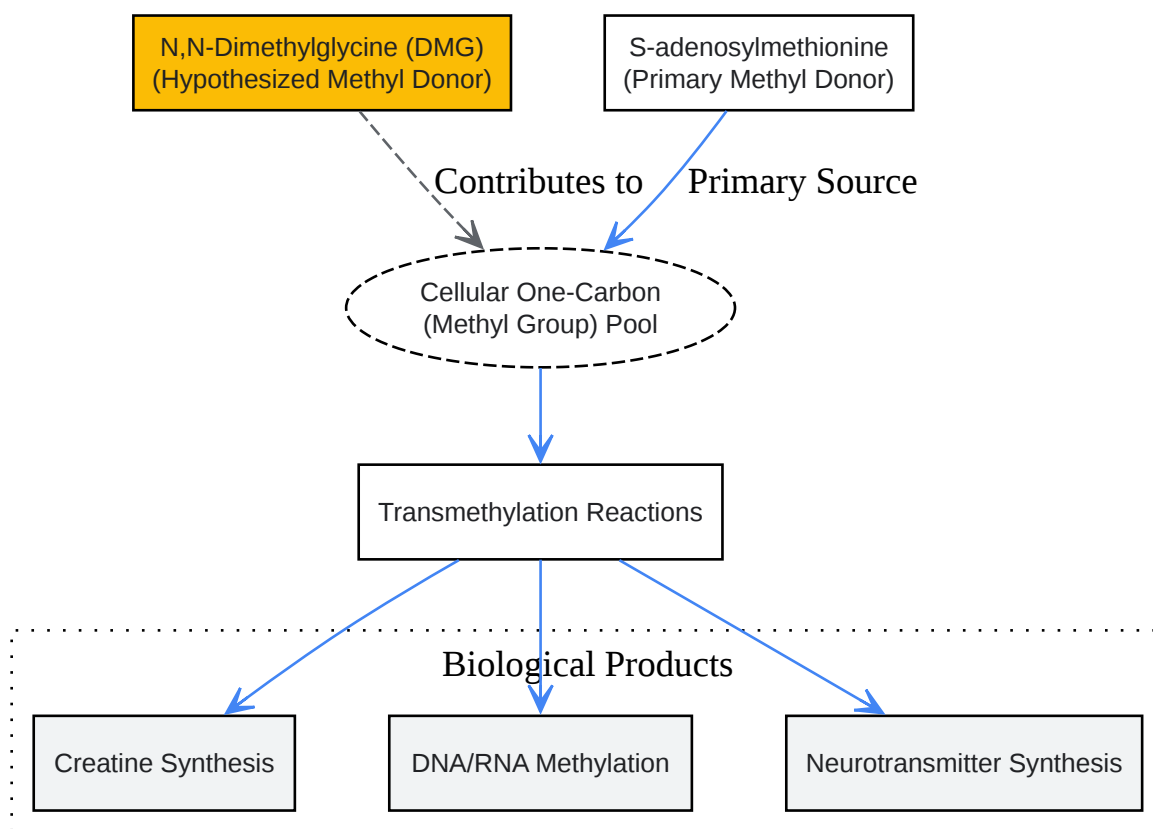 N,N-Dimethylglycine (DMG)
(Hypothesized Methyl Donor)
S-adenosylmethionine
(Primary Methyl Donor)
Contributes to
Primary Source
Cellular One-Carbon
(Methyl Group) Pool
Transmethylation Reactions
Biological Products
Creatine Synthesis
DNA/RNA Methylation
Neurotransmitter Synthesis